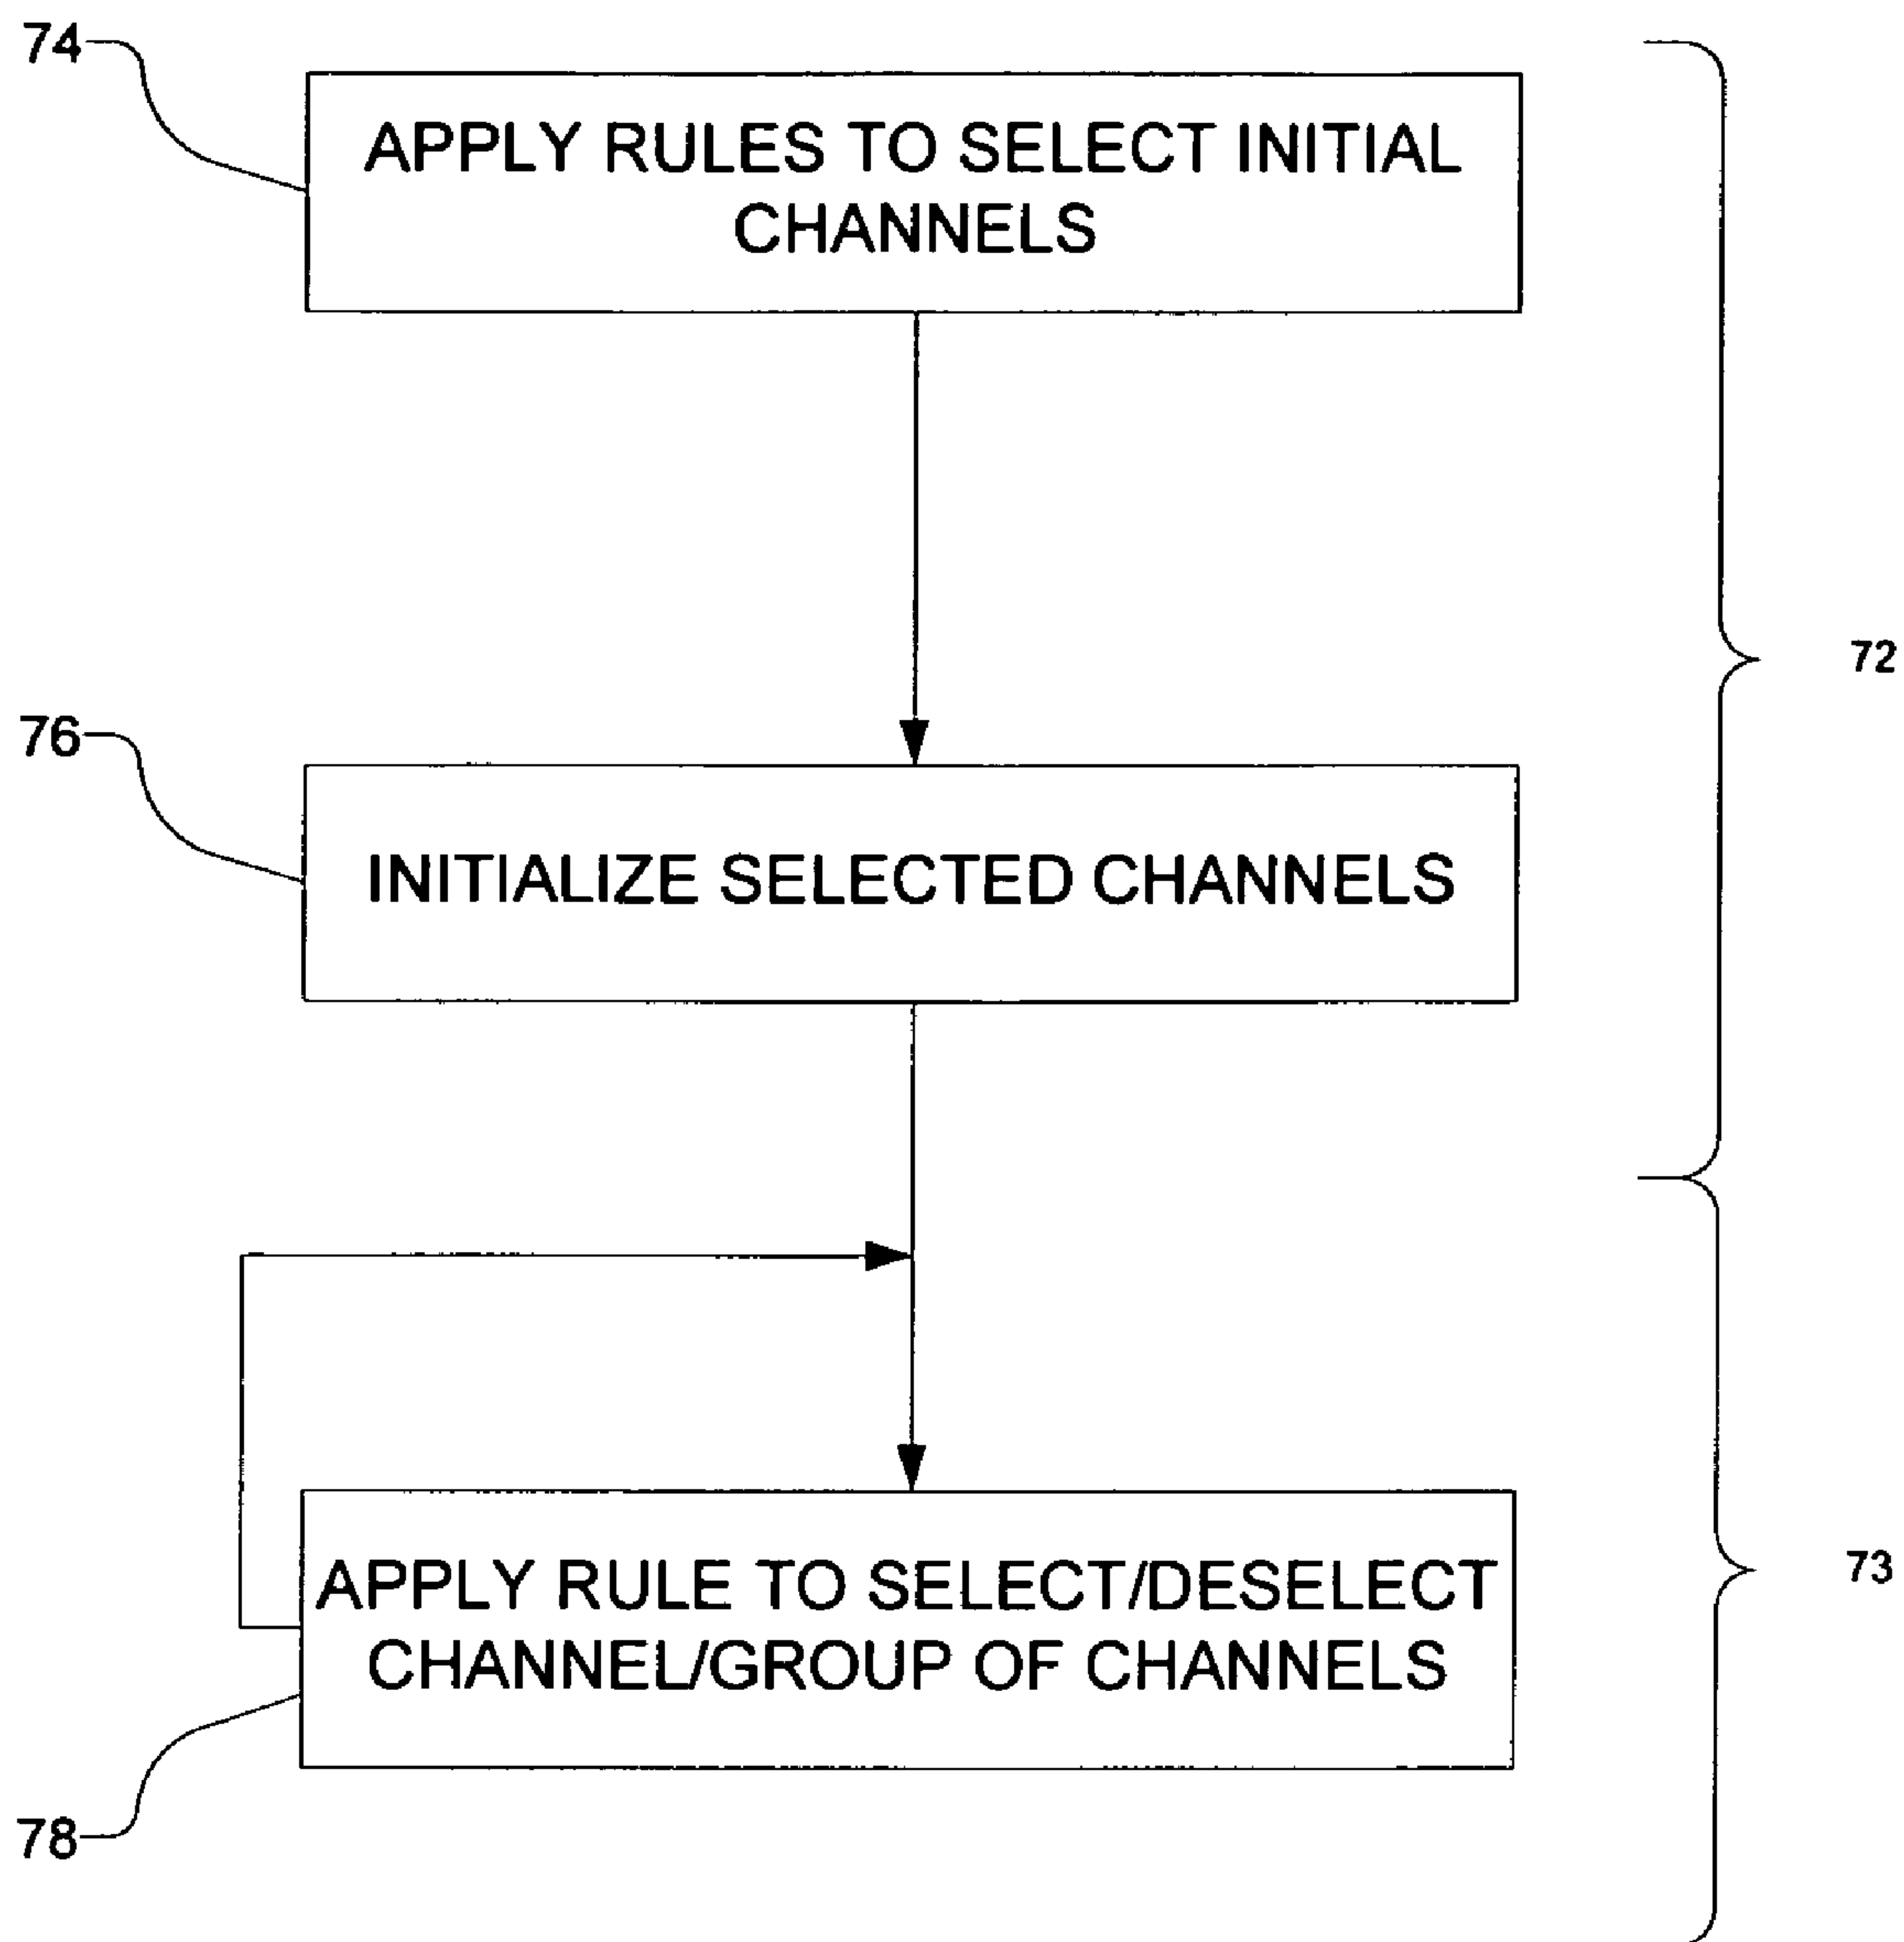 74
APPLY RULES TO SELECT INITIAL
CHANNELS
72
76
INITIALIZE SELECTED CHANNELS
73
APPLY RULE TO SELECT/DESELECT
CHANNEL/GROUP OF CHANNELS
78